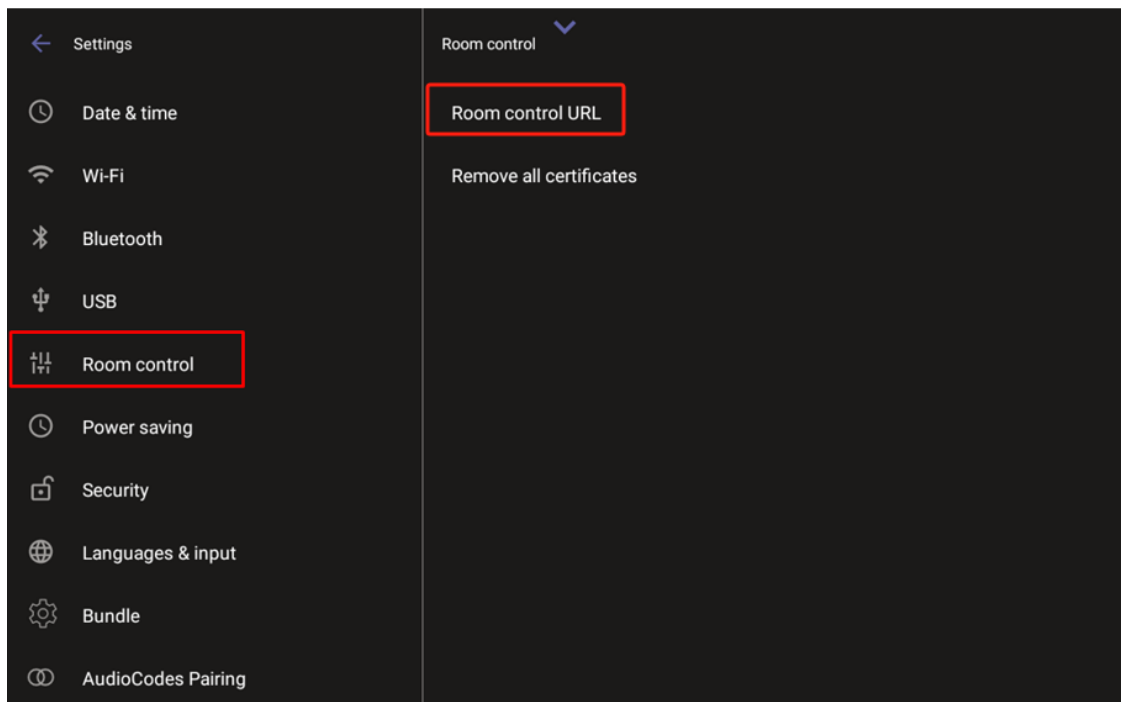 Settings
Date & time
Wi-Fi
Bluetooth
USB
Room control
Power saving
Security
Languages & input
Bundle
AudioCodes Pairing
Room control
Room control URL
Remove all certificates